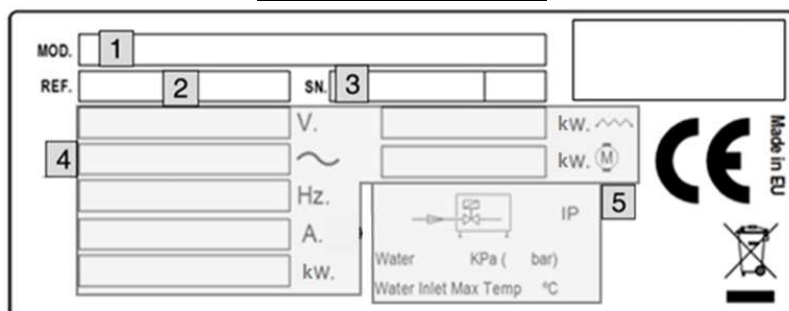 MOD. 1
REF. 2 SN. 3
V. kw.
4
kw. M
Hz.
5
IP
A.
Water KPa ( bar)
kw.
Water Inlet Max Temp °C
CE
Made in EU